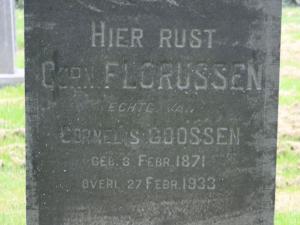 HIER RUST
CORN. FLORUSSEN
ECHTG. VAN
CORNELIS GOOSSEN
GEB. 8 FEBR. 1871
OVERL. 27 FEBR. 1933